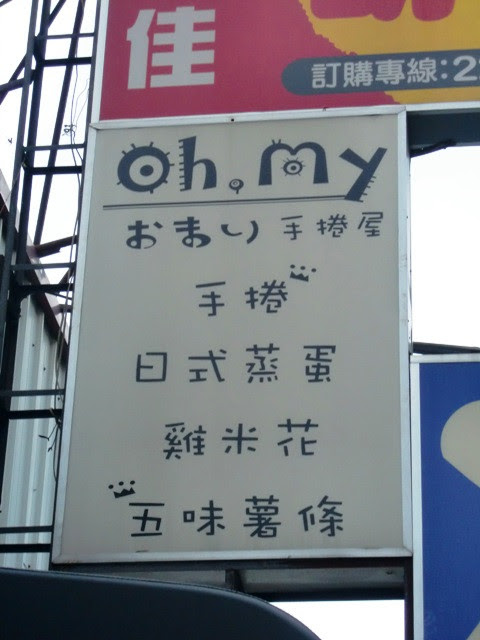 佳
訂購專線:2
Oh.My
おまり手捲屋
手捲
日式蒸蛋
雞米花
五味薯條